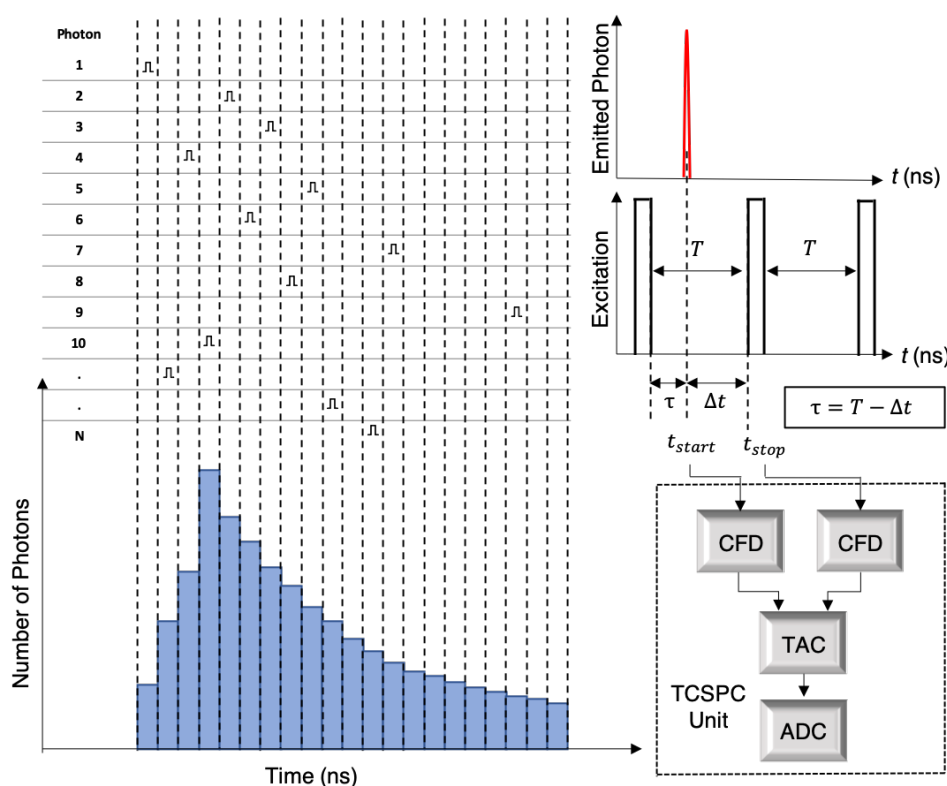 Photon
1
2
3
4
5
6
7
8
9
10
.
.
N
Number of Photons
Time (ns)
Emitted Photon
t (ns)
Excitation
T
T
t (ns)
τ
Δt
τ = T − Δt
t_start
t_stop
CFD
CFD
TAC
TCSPC
Unit
ADC